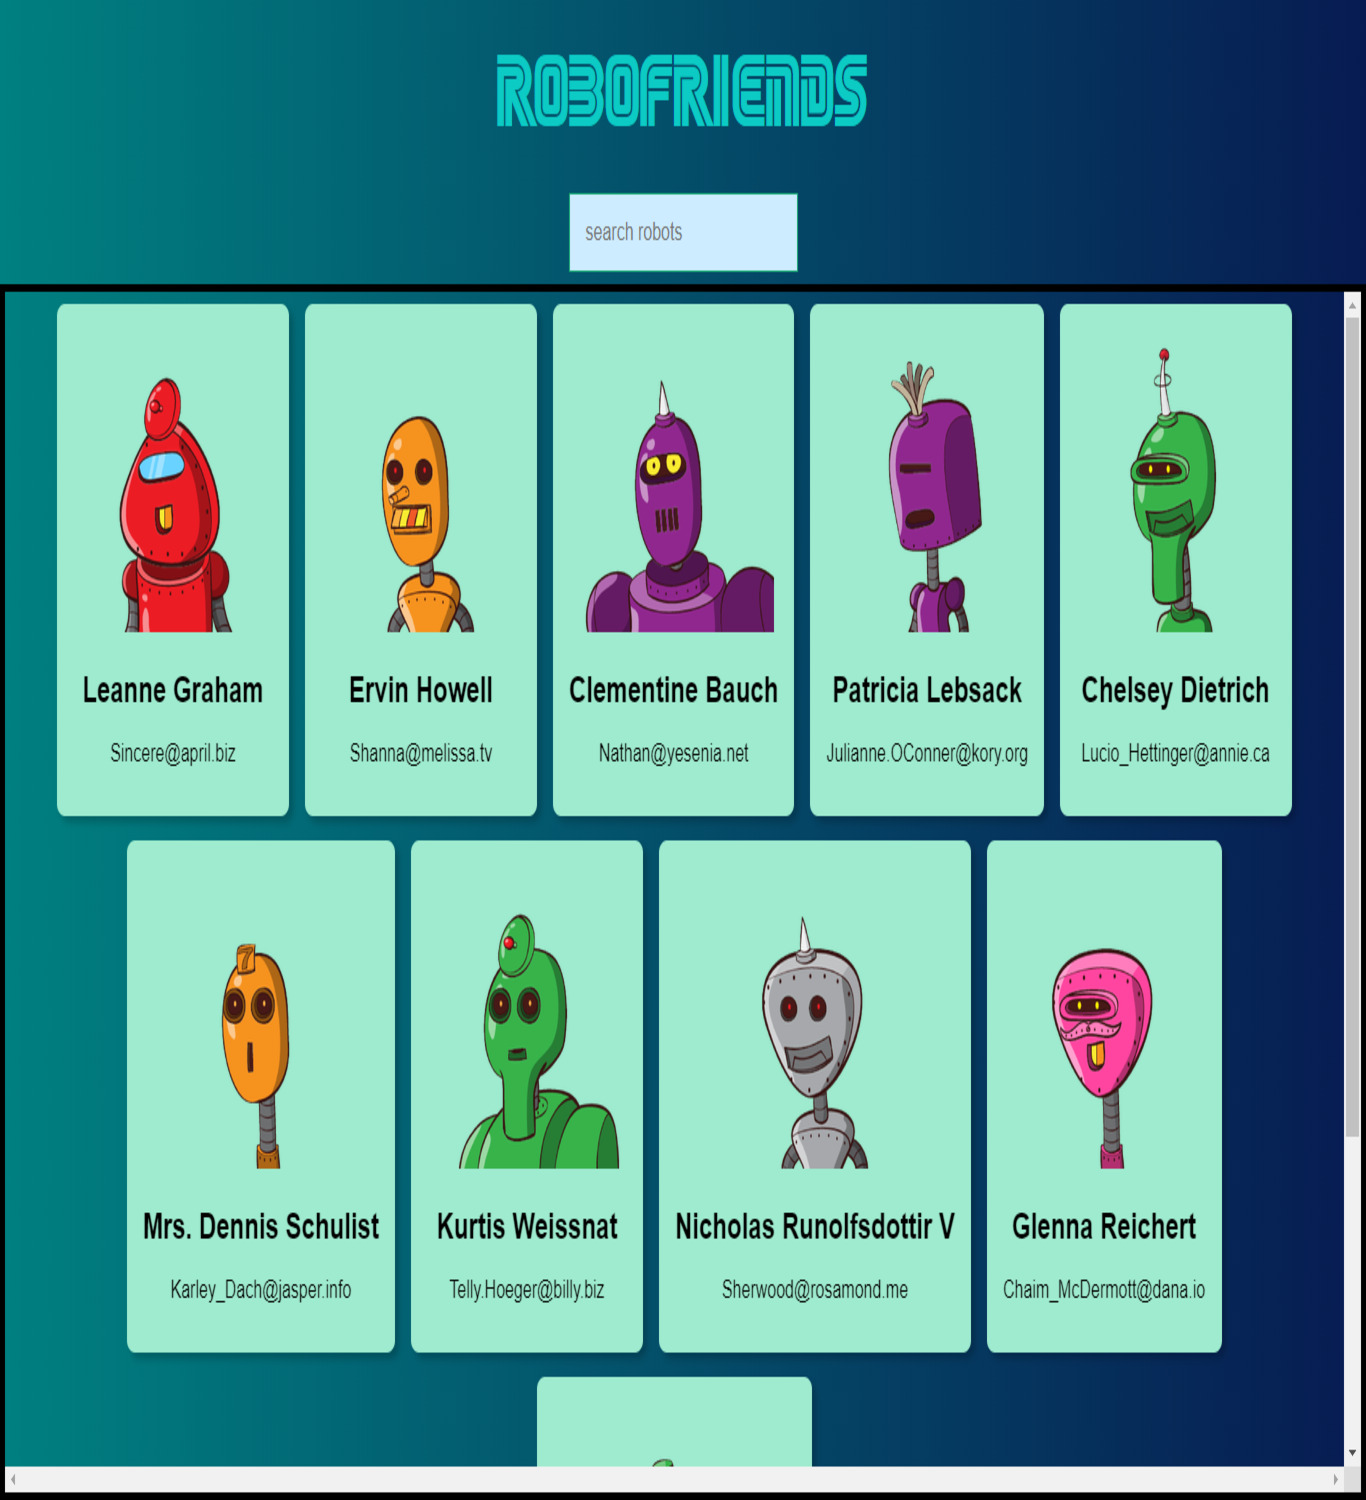 ROBOFRIENDS
search robots
Leanne Graham
Sincere@april.biz
Ervin Howell
Shanna@melissa.tv
Clementine Bauch
Nathan@yesenia.net
Patricia Lebsack
Julianne.OConner@kory.org
Chelsey Dietrich
Lucio_Hettinger@annie.ca
7
Mrs. Dennis Schulist
Karley_Dach@jasper.info
Kurtis Weissnat
Telly.Hoeger@billy.biz
Nicholas Runolfsdottir V
Sherwood@rosamond.me
Glenna Reichert
Chaim_McDermott@dana.io